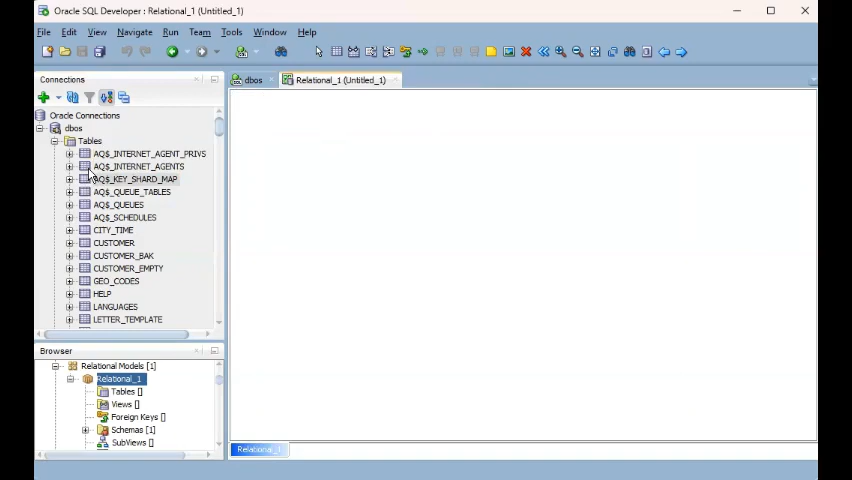 Oracle SQL Developer : Relational_1 (Untitled_1)
File Edit View Navigate Run Team Tools Window Help
Connections
dbos
Relational_1 (Untitled_1)
Oracle Connections
dbos
Tables
AQ$_INTERNET_AGENT_PRIVS
AQ$_INTERNET_AGENTS
AQ$_KEY_SHARD_MAP
AQ$_QUEUE_TABLES
AQ$_QUEUES
AQ$_SCHEDULES
CITY_TIME
CUSTOMER
CUSTOMER_BAK
CUSTOMER_EMPTY
GEO_CODES
HELP
LANGUAGES
LETTER_TEMPLATE
Browser
Relational Models [1]
Relational_1
Tables []
Views []
Foreign Keys []
Schemas [1]
SubViews []
Relational_1